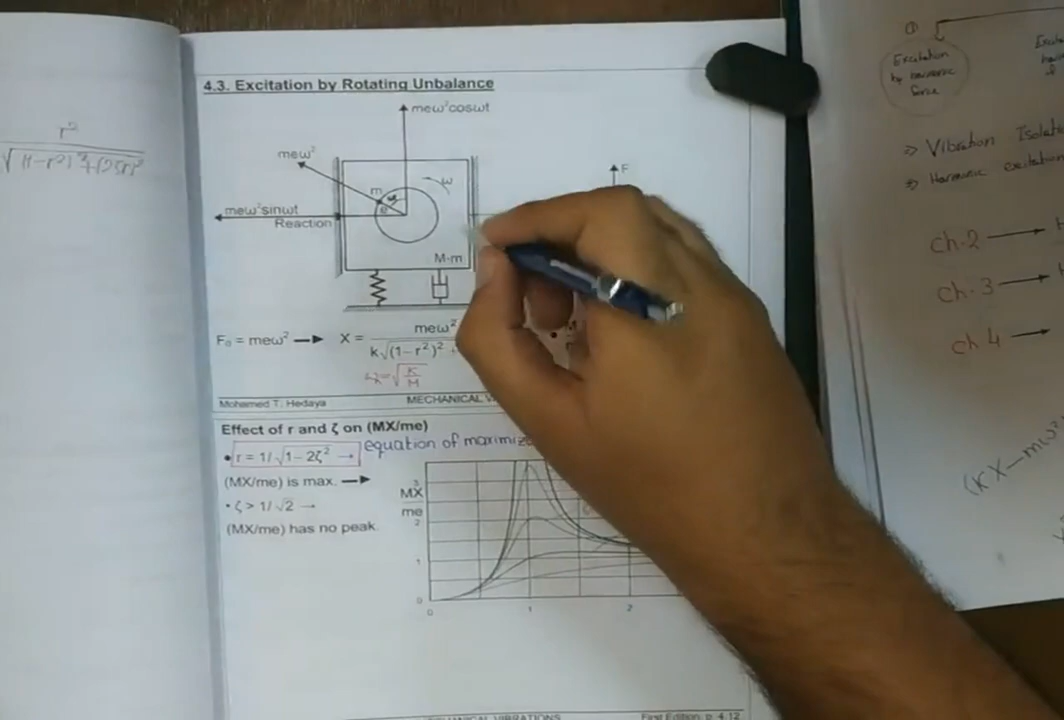 r²
√(1-r²)²+(2ζr)²
4.3. Excitation by Rotating Unbalance
meω²cosωt
meω²
m
ω
e
meω²sinωt
Reaction
M-m
F
F₀ = meω² → X = meω²
k√(1-r²)²
= √K/M
Mohamed T. Hedaya MECHANICAL
Effect of r and ζ on (MX/me)
• r = 1/√1-2ζ² → equation of
(MX/me) is max. →
• ζ > 1/√2 →
(MX/me) has no peak.
MX
me
3
2
1
0
0 1 2
First Edition, p. 4.12
①
Excitation
by harmonic
force
⇒ Vibration
⇒ Harmonic excitation
ch.2 →
ch.3 →
ch 4 →
(KX-mω²